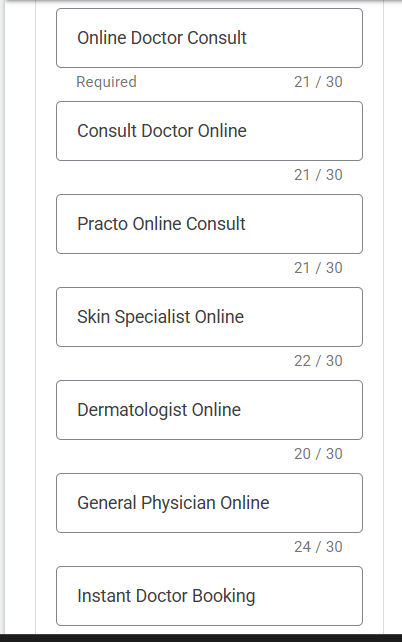 Online Doctor Consult
Required 21 / 30
Consult Doctor Online
21 / 30
Practo Online Consult
21 / 30
Skin Specialist Online
22 / 30
Dermatologist Online
20 / 30
General Physician Online
24 / 30
Instant Doctor Booking